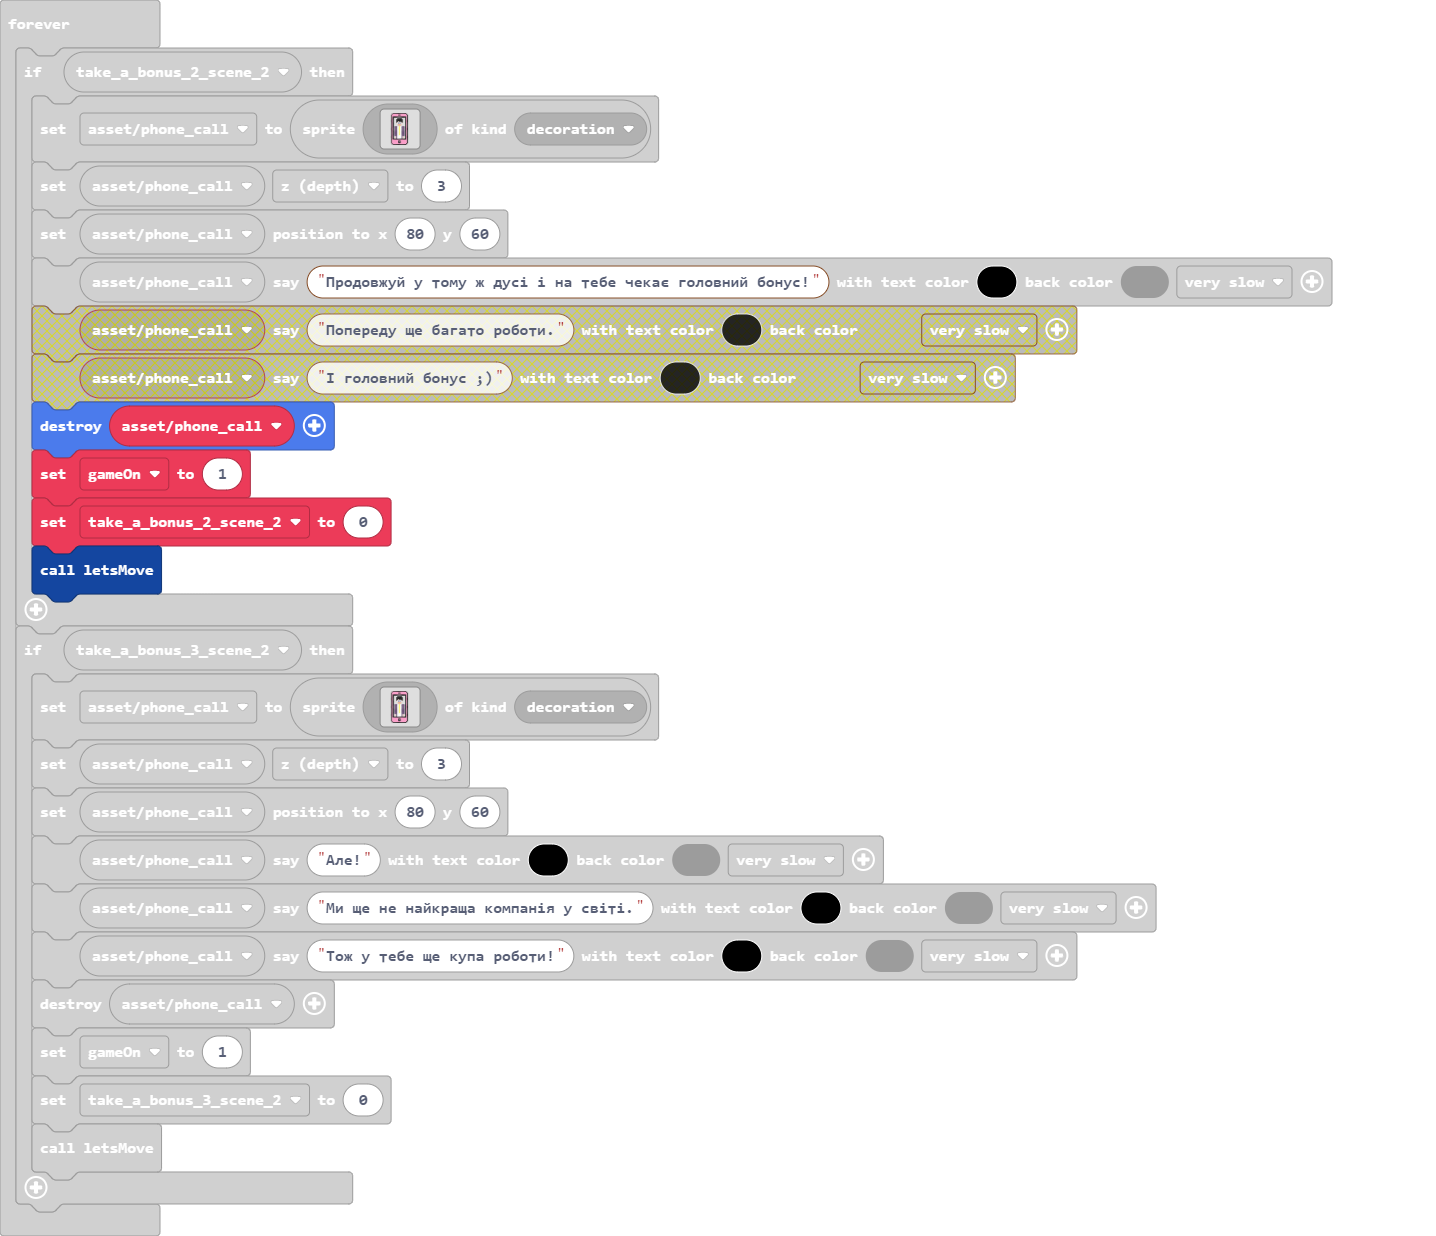 forever
if take_a_bonus_2_scene_2 then
set asset/phone_call to sprite of kind decoration
set asset/phone_call z (depth) to 3
set asset/phone_call position to x 80 y 60
asset/phone_call say "Продовжуй у тому ж дусі і на тебе чекає головний бонус!" with text color back color very slow
asset/phone_call say "Попереду ще багато роботи." with text color back color very slow
asset/phone_call say "І головний бонус ;)" with text color back color very slow
destroy asset/phone_call
set gameOn to 1
set take_a_bonus_2_scene_2 to 0
call letsMove
if take_a_bonus_3_scene_2 then
set asset/phone_call to sprite of kind decoration
set asset/phone_call z (depth) to 3
set asset/phone_call position to x 80 y 60
asset/phone_call say "Але!" with text color back color very slow
asset/phone_call say "Ми ще не найкраща компанія у світі." with text color back color very slow
asset/phone_call say "Тож у тебе ще купа роботи!" with text color back color very slow
destroy asset/phone_call
set gameOn to 1
set take_a_bonus_3_scene_2 to 0
call letsMove